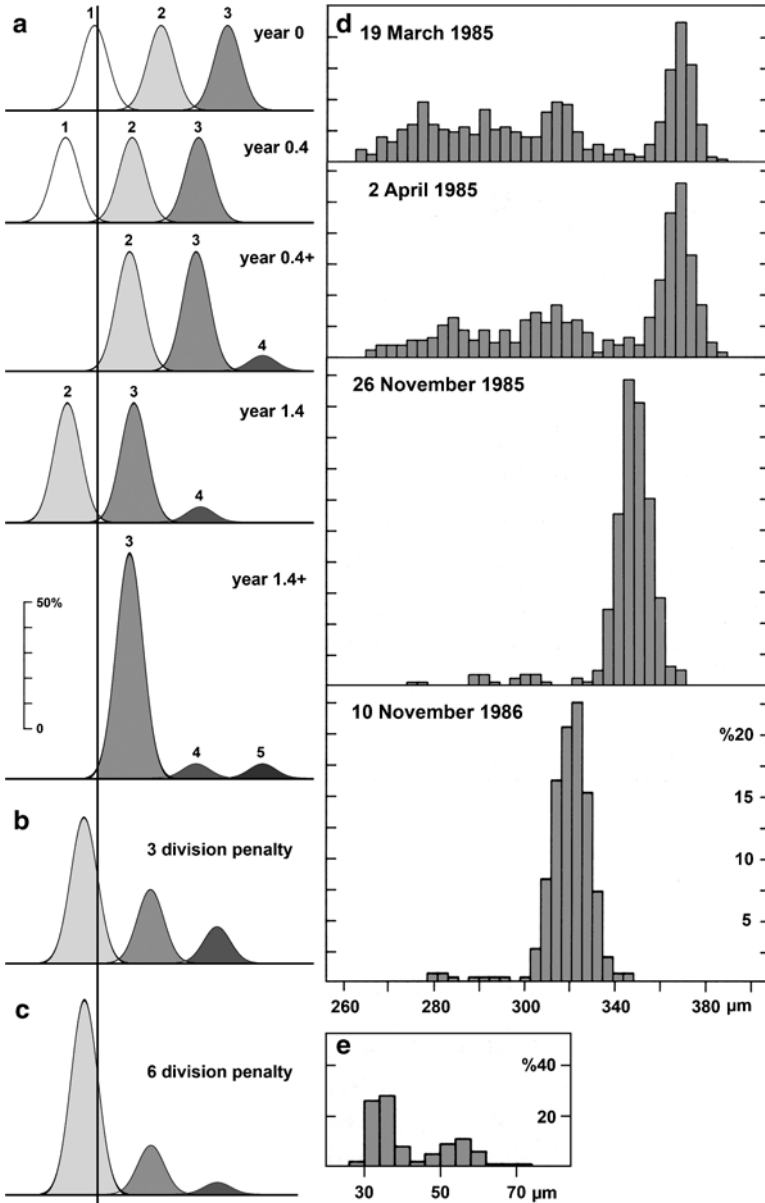 a
1 2 3
year 0
1 2 3
year 0.4
2 3
year 0.4+
4
2 3
year 1.4
4
3
year 1.4+
50%
0
4 5
b
3 division penalty
c
6 division penalty
d
19 March 1985
2 April 1985
26 November 1985
10 November 1986
%20
15
10
5
260 300 340 380 µm
e
%40
20
30 50 70 µm